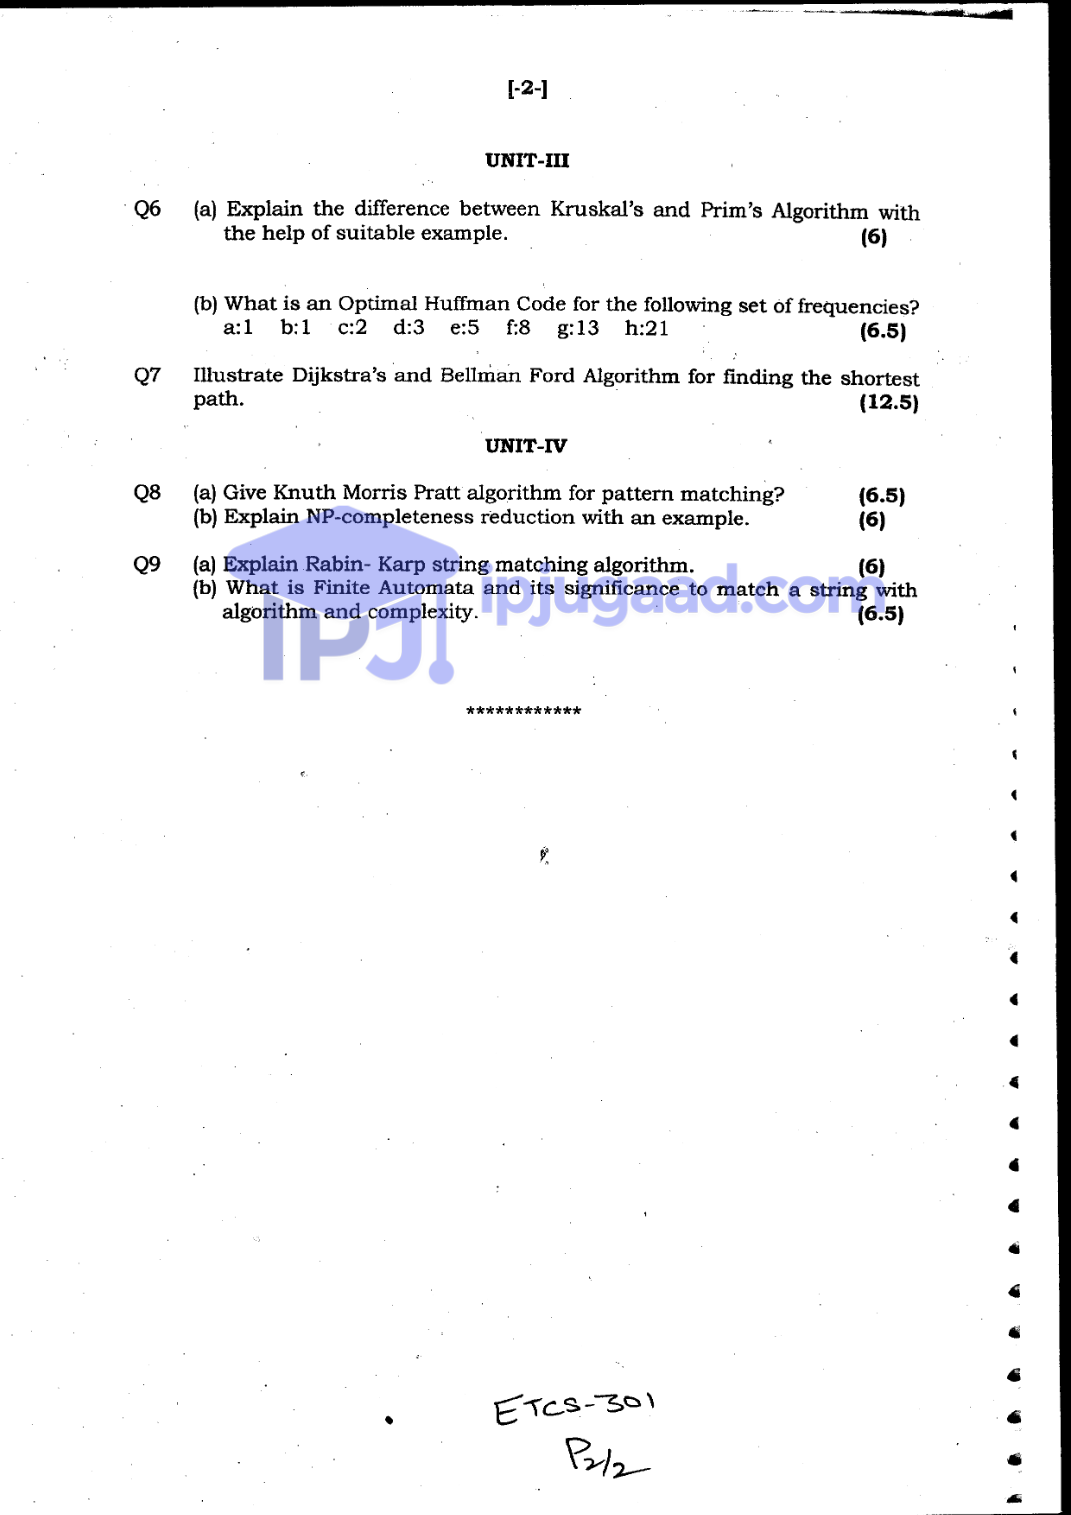 [-2-]
UNIT-III
Q6 (a) Explain the difference between Kruskal's and Prim's Algorithm with
the help of suitable example. (6)
(b) What is an Optimal Huffman Code for the following set of frequencies?
a:1 b:1 c:2 d:3 e:5 f:8 g:13 h:21 (6.5)
Q7 Illustrate Dijkstra's and Bellman Ford Algorithm for finding the shortest
path. (12.5)
UNIT-IV
Q8 (a) Give Knuth Morris Pratt algorithm for pattern matching? (6.5)
(b) Explain NP-completeness reduction with an example. (6)
Q9 (a) Explain Rabin- Karp string matching algorithm. (6)
(b) What is Finite Automata and its significance to match a string with
algorithm and complexity. (6.5)
IPJ ipjugaad.com
************
ETCS-301
P2/2